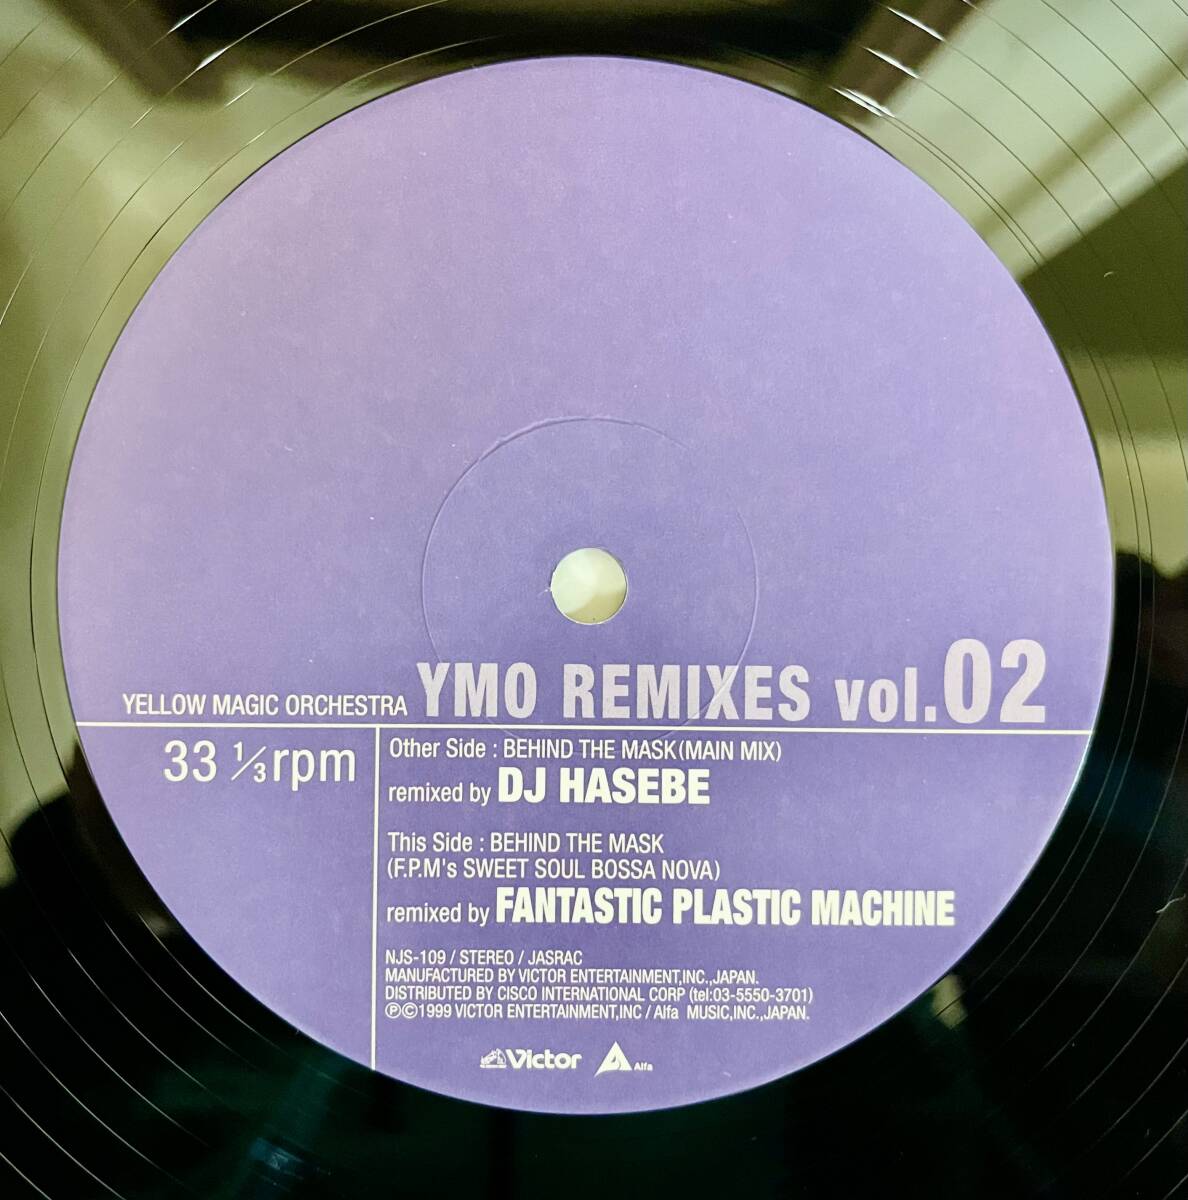 YELLOW MAGIC ORCHESTRA YMO REMIXES vol.02
33 1/3 rpm
Other Side : BEHIND THE MASK(MAIN MIX)
remixed by DJ HASEBE
This Side : BEHIND THE MASK
(F.P.M's SWEET SOUL BOSSA NOVA)
remixed by FANTASTIC PLASTIC MACHINE
NJS-109 / STEREO / JASRAC
MANUFACTURED BY VICTOR ENTERTAINMENT,INC.,JAPAN.
DISTRIBUTED BY CISCO INTERNATIONAL CORP (tel:03-5550-3701)
℗©1999 VICTOR ENTERTAINMENT,INC / Alfa MUSIC,INC.,JAPAN.
Victor Alfa